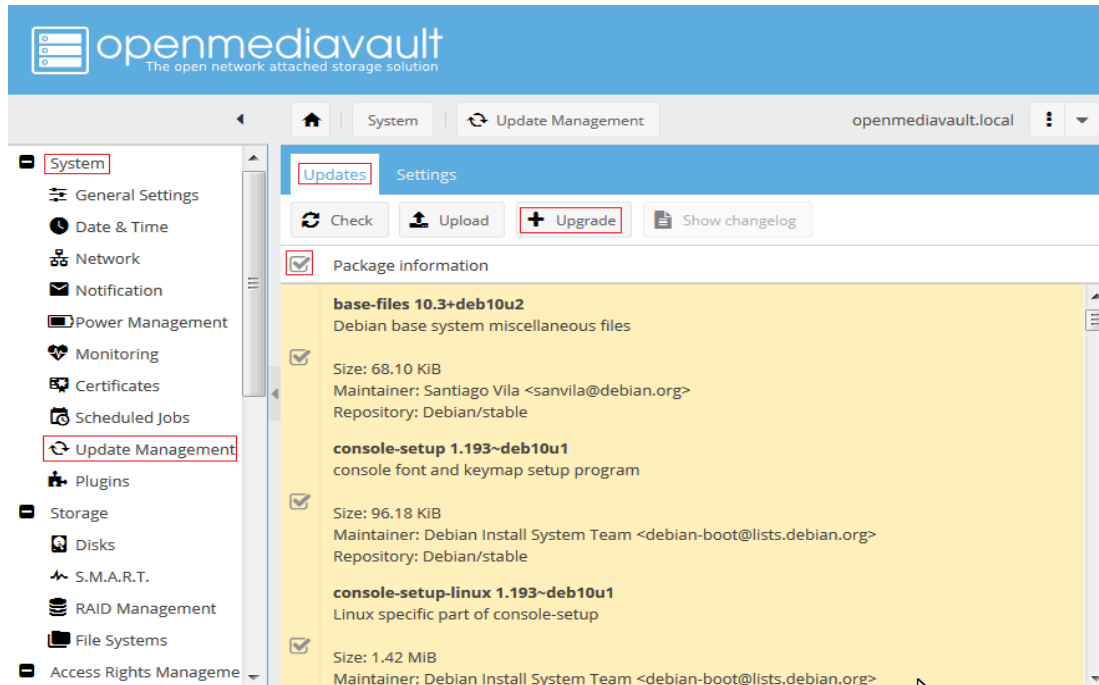 openmediavault
The open network attached storage solution
System
Update Management
openmediavault.local
System
General Settings
Date & Time
Network
Notification
Power Management
Monitoring
Certificates
Scheduled Jobs
Update Management
Plugins
Storage
Disks
S.M.A.R.T.
RAID Management
File Systems
Access Rights Manageme
Updates Settings
Check Upload Upgrade Show changelog
Package information
base-files 10.3+deb10u2
Debian base system miscellaneous files
Size: 68.10 KiB
Maintainer: Santiago Vila <sanvila@debian.org>
Repository: Debian/stable
console-setup 1.193~deb10u1
console font and keymap setup program
Size: 96.18 KiB
Maintainer: Debian Install System Team <debian-boot@lists.debian.org>
Repository: Debian/stable
console-setup-linux 1.193~deb10u1
Linux specific part of console-setup
Size: 1.42 MiB
Maintainer: Debian Install System Team <debian-boot@lists.debian.org>